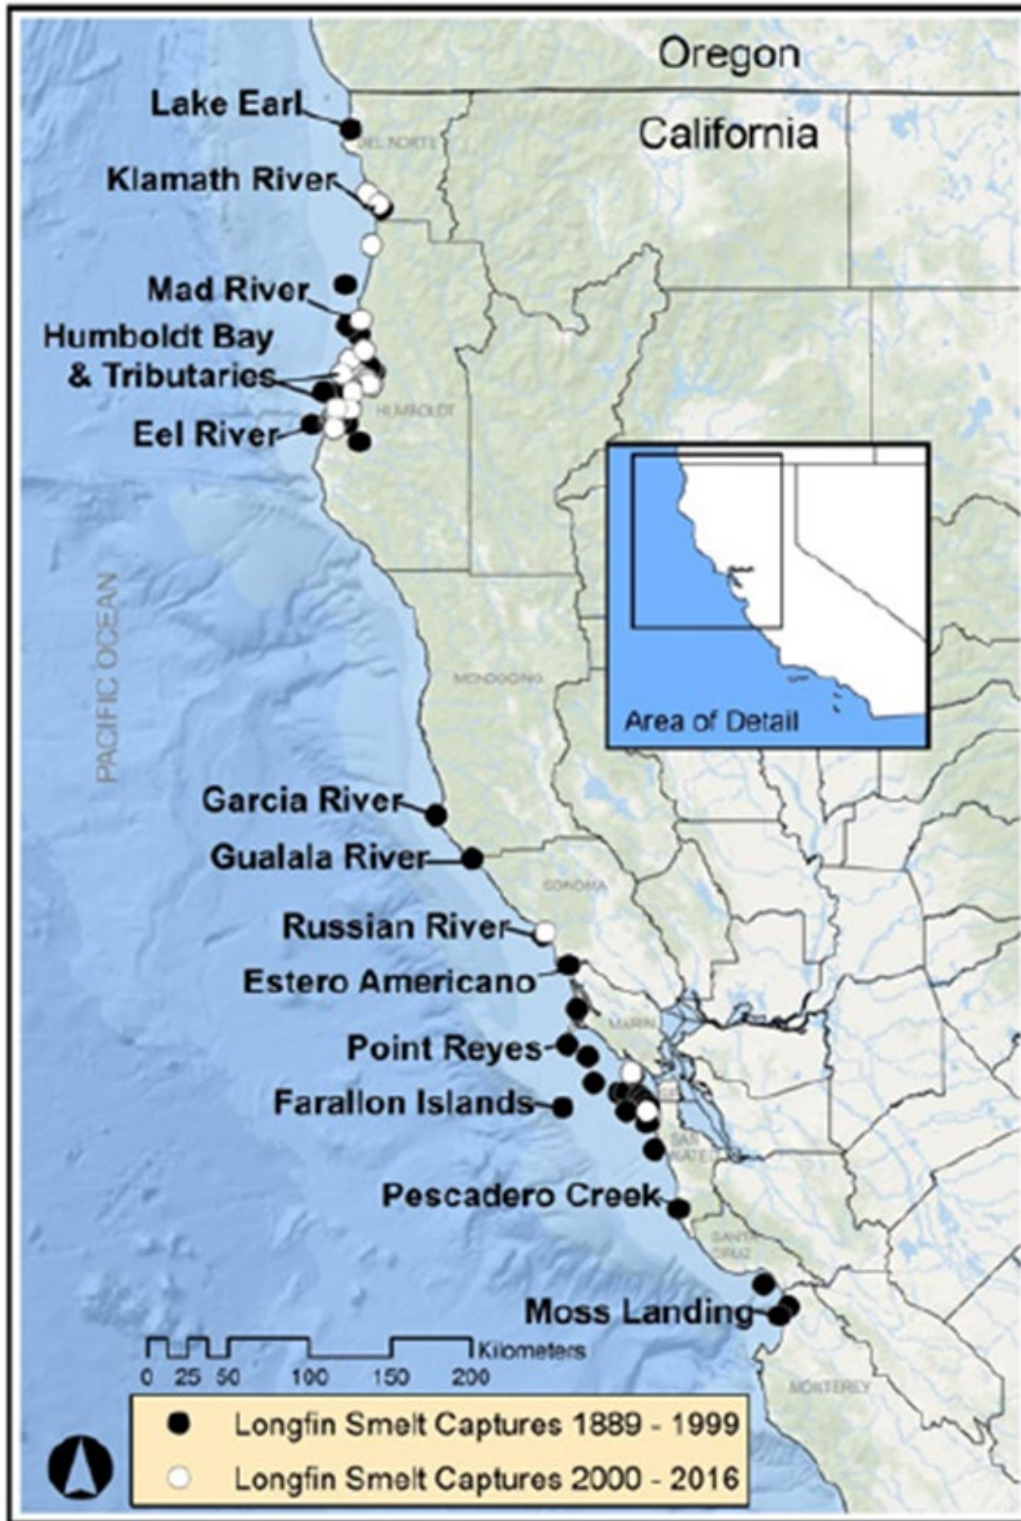 Oregon
California
Lake Earl
DEL NORTE
Klamath River
Mad River
Humboldt Bay
& Tributaries
HUMBOLDT
Eel River
PACIFIC OCEAN
MENDOCINO
Area of Detail
Garcia River
Gualala River
SONOMA
Russian River
Estero Americano
MARIN
Point Reyes
Farallon Islands
SAN
MATEO
Pescadero Creek
SANTA
CRUZ
Moss Landing
Kilometers
0 25 50 100 150 200
MONTEREY
Longfin Smelt Captures 1889 - 1999
Longfin Smelt Captures 2000 - 2016